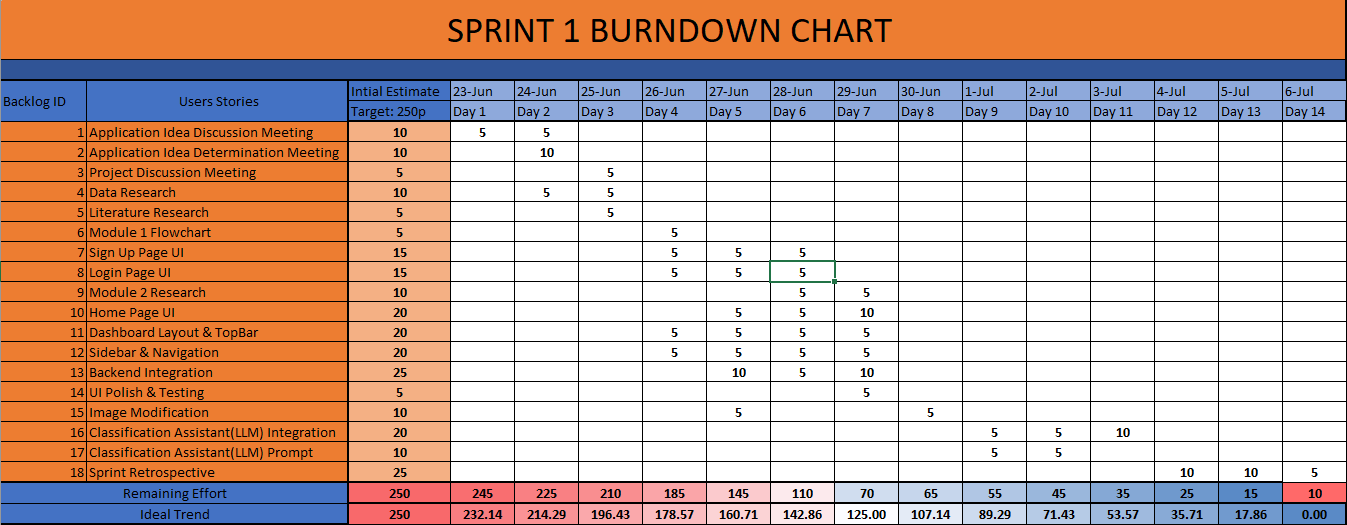 SPRINT 1 BURNDOWN CHART
Backlog ID Users Stories Intial Estimate 23-Jun 24-Jun 25-Jun 26-Jun 27-Jun 28-Jun 29-Jun 30-Jun 1-Jul 2-Jul 3-Jul 4-Jul 5-Jul 6-Jul
Target: 250p Day 1 Day 2 Day 3 Day 4 Day 5 Day 6 Day 7 Day 8 Day 9 Day 10 Day 11 Day 12 Day 13 Day 14
1 Application Idea Discussion Meeting 10 5 5
2 Application Idea Determination Meeting 10 10
3 Project Discussion Meeting 5 5
4 Data Research 10 5 5
5 Literature Research 5 5
6 Module 1 Flowchart 5 5
7 Sign Up Page UI 15 5 5 5
8 Login Page UI 15 5 5 5
9 Module 2 Research 10 5 5
10 Home Page UI 20 5 5 10
11 Dashboard Layout & TopBar 20 5 5 5 5
12 Sidebar & Navigation 20 5 5 5 5
13 Backend Integration 25 10 5 10
14 UI Polish & Testing 5 5
15 Image Modification 10 5 5
16 Classification Assistant(LLM) Integration 20 5 5 10
17 Classification Assistant(LLM) Prompt 10 5 5
18 Sprint Retrospective 25 10 10 5
Remaining Effort 250 245 225 210 185 145 110 70 65 55 45 35 25 15 10
Ideal Trend 250 232.14 214.29 196.43 178.57 160.71 142.86 125.00 107.14 89.29 71.43 53.57 35.71 17.86 0.00